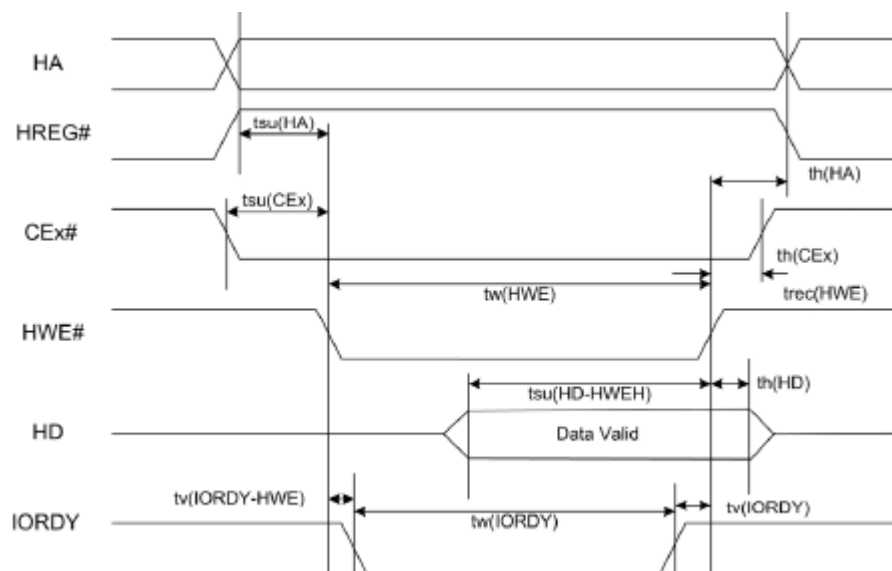 HA
HREG#
tsu(HA)
th(HA)
tsu(CEx)
CEx#
th(CEx)
tw(HWE)
trec(HWE)
HWE#
tsu(HD-HWEH)
th(HD)
HD
Data Valid
tv(IORDY-HWE)
tw(IORDY)
tv(IORDY)
IORDY